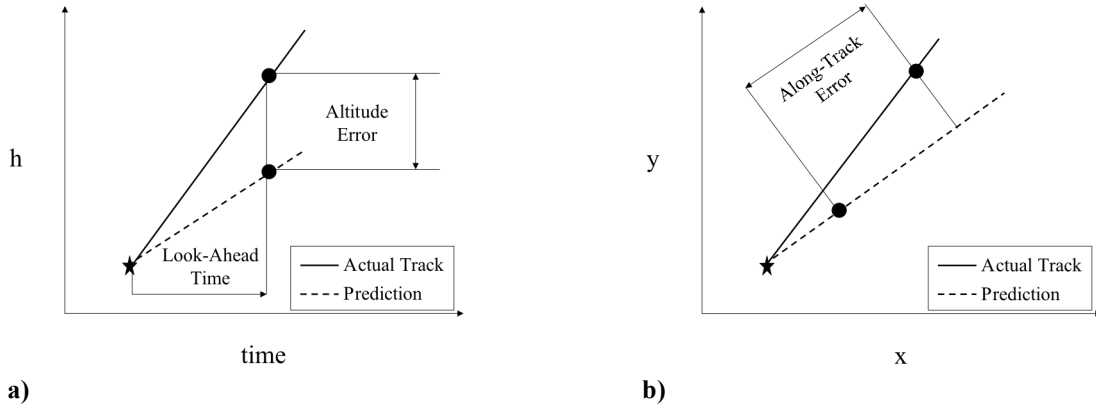 h
Altitude
Error
Look-Ahead
Time
Actual Track
Prediction
time
a)
Along-Track
Error
y
Actual Track
Prediction
x
b)